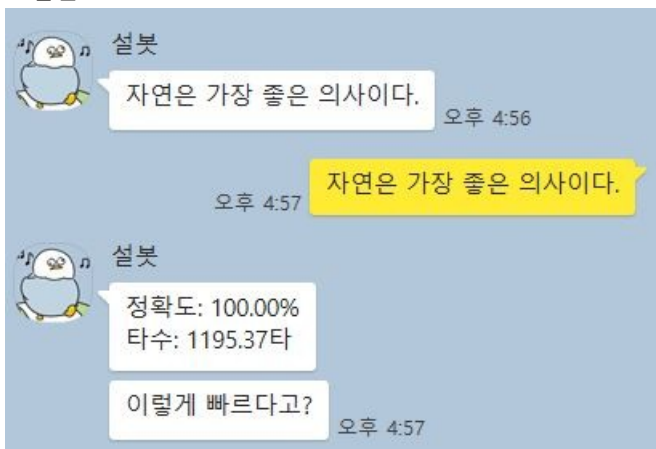 설봇
자연은 가장 좋은 의사이다.
오후 4:56
자연은 가장 좋은 의사이다.
오후 4:57
설봇
정확도: 100.00%
타수: 1195.37타
이렇게 빠르다고?
오후 4:57